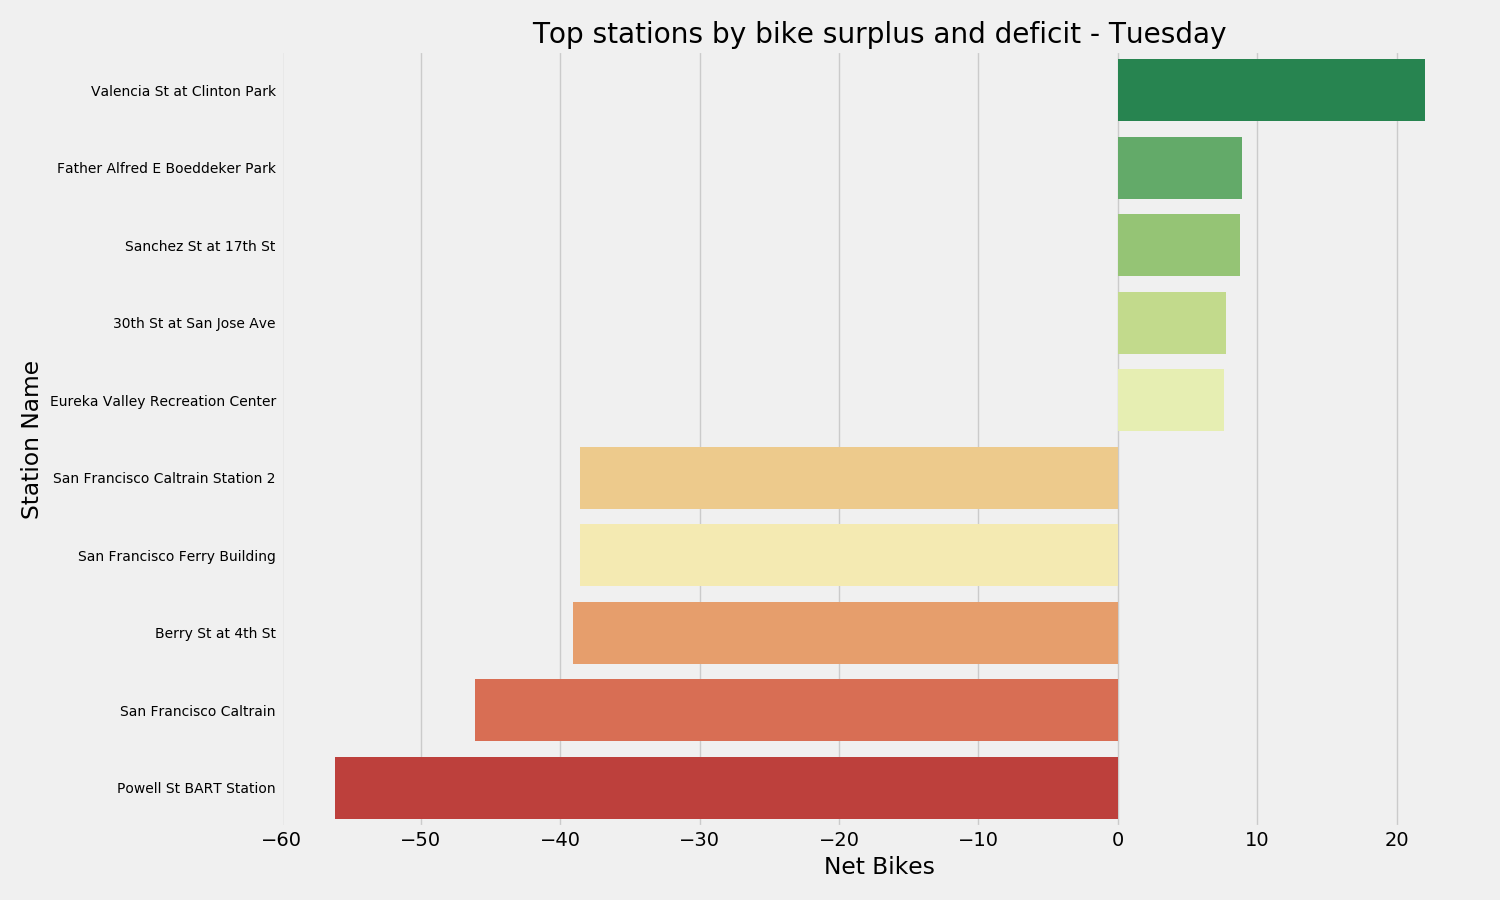 Top stations by bike surplus and deficit - Tuesday
Valencia St at Clinton Park
Father Alfred E Boeddeker Park
Sanchez St at 17th St
30th St at San Jose Ave
Eureka Valley Recreation Center
San Francisco Caltrain Station 2
San Francisco Ferry Building
Berry St at 4th St
San Francisco Caltrain
Powell St BART Station
Station Name
−60 −50 −40 −30 −20 −10 0 10 20
Net Bikes